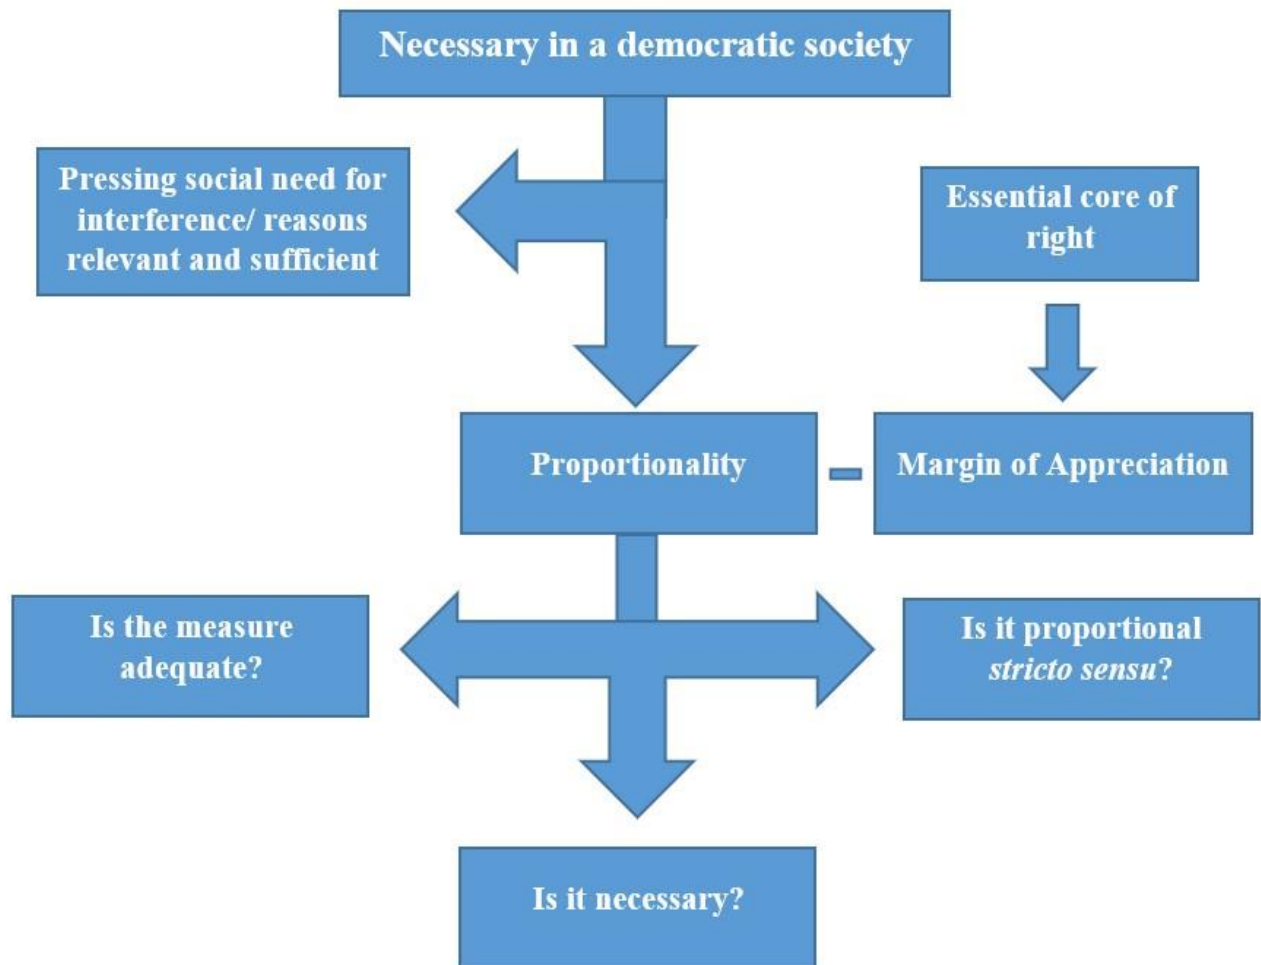 Necessary in a democratic society
Pressing social need for
interference/ reasons
relevant and sufficient
Essential core of
right
Proportionality
Margin of Appreciation
Is the measure
adequate?
Is it proportional
stricto sensu?
Is it necessary?